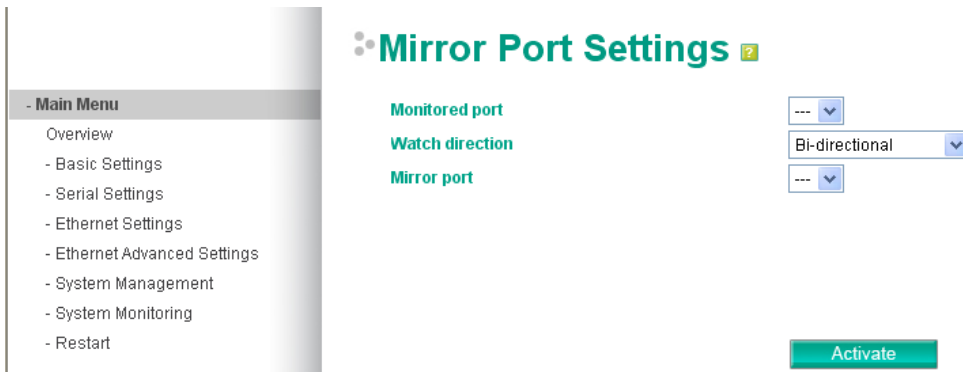 - Main Menu
Overview
- Basic Settings
- Serial Settings
- Ethernet Settings
- Ethernet Advanced Settings
- System Management
- System Monitoring
- Restart
Mirror Port Settings ?
Monitored port ---
Watch direction Bi-directional
Mirror port ---
Activate